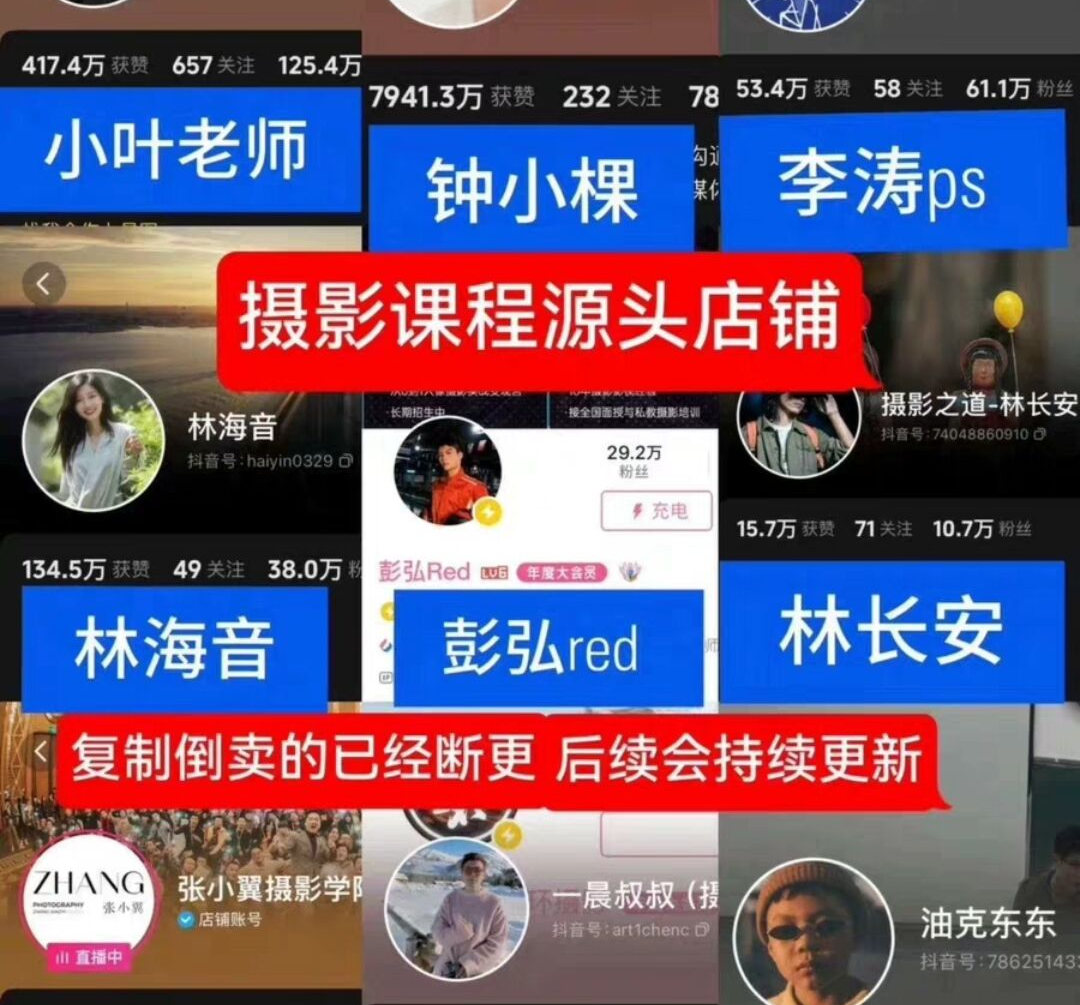 417.4万 获赞 657 关注 125.4万
7941.3万 获赞 232 关注 78
53.4万 获赞 58 关注 61.1万 粉丝
小叶老师
钟小棵
李涛ps
摄影课程源头店铺
·长期招生中
·接全国面授与私教摄影培训
林海音
抖音号：haiyin0329
29.2万
粉丝
充电
摄影之道-林长安
抖音号：74048860910
134.5万 获赞 49 关注 38.0万 粉
彭弘Red LV6 年度大会员
15.7万 获赞 71 关注 10.7万 粉丝
林海音
彭弘red
林长安
复制倒卖的已经断更 后续会持续更新
ZHANG
PHOTOGRAPHY
张小翼
直播中
张小翼摄影学院
店铺账号
一晨叔叔（摄
抖音号：art1chenc
油克东东
抖音号：786251433